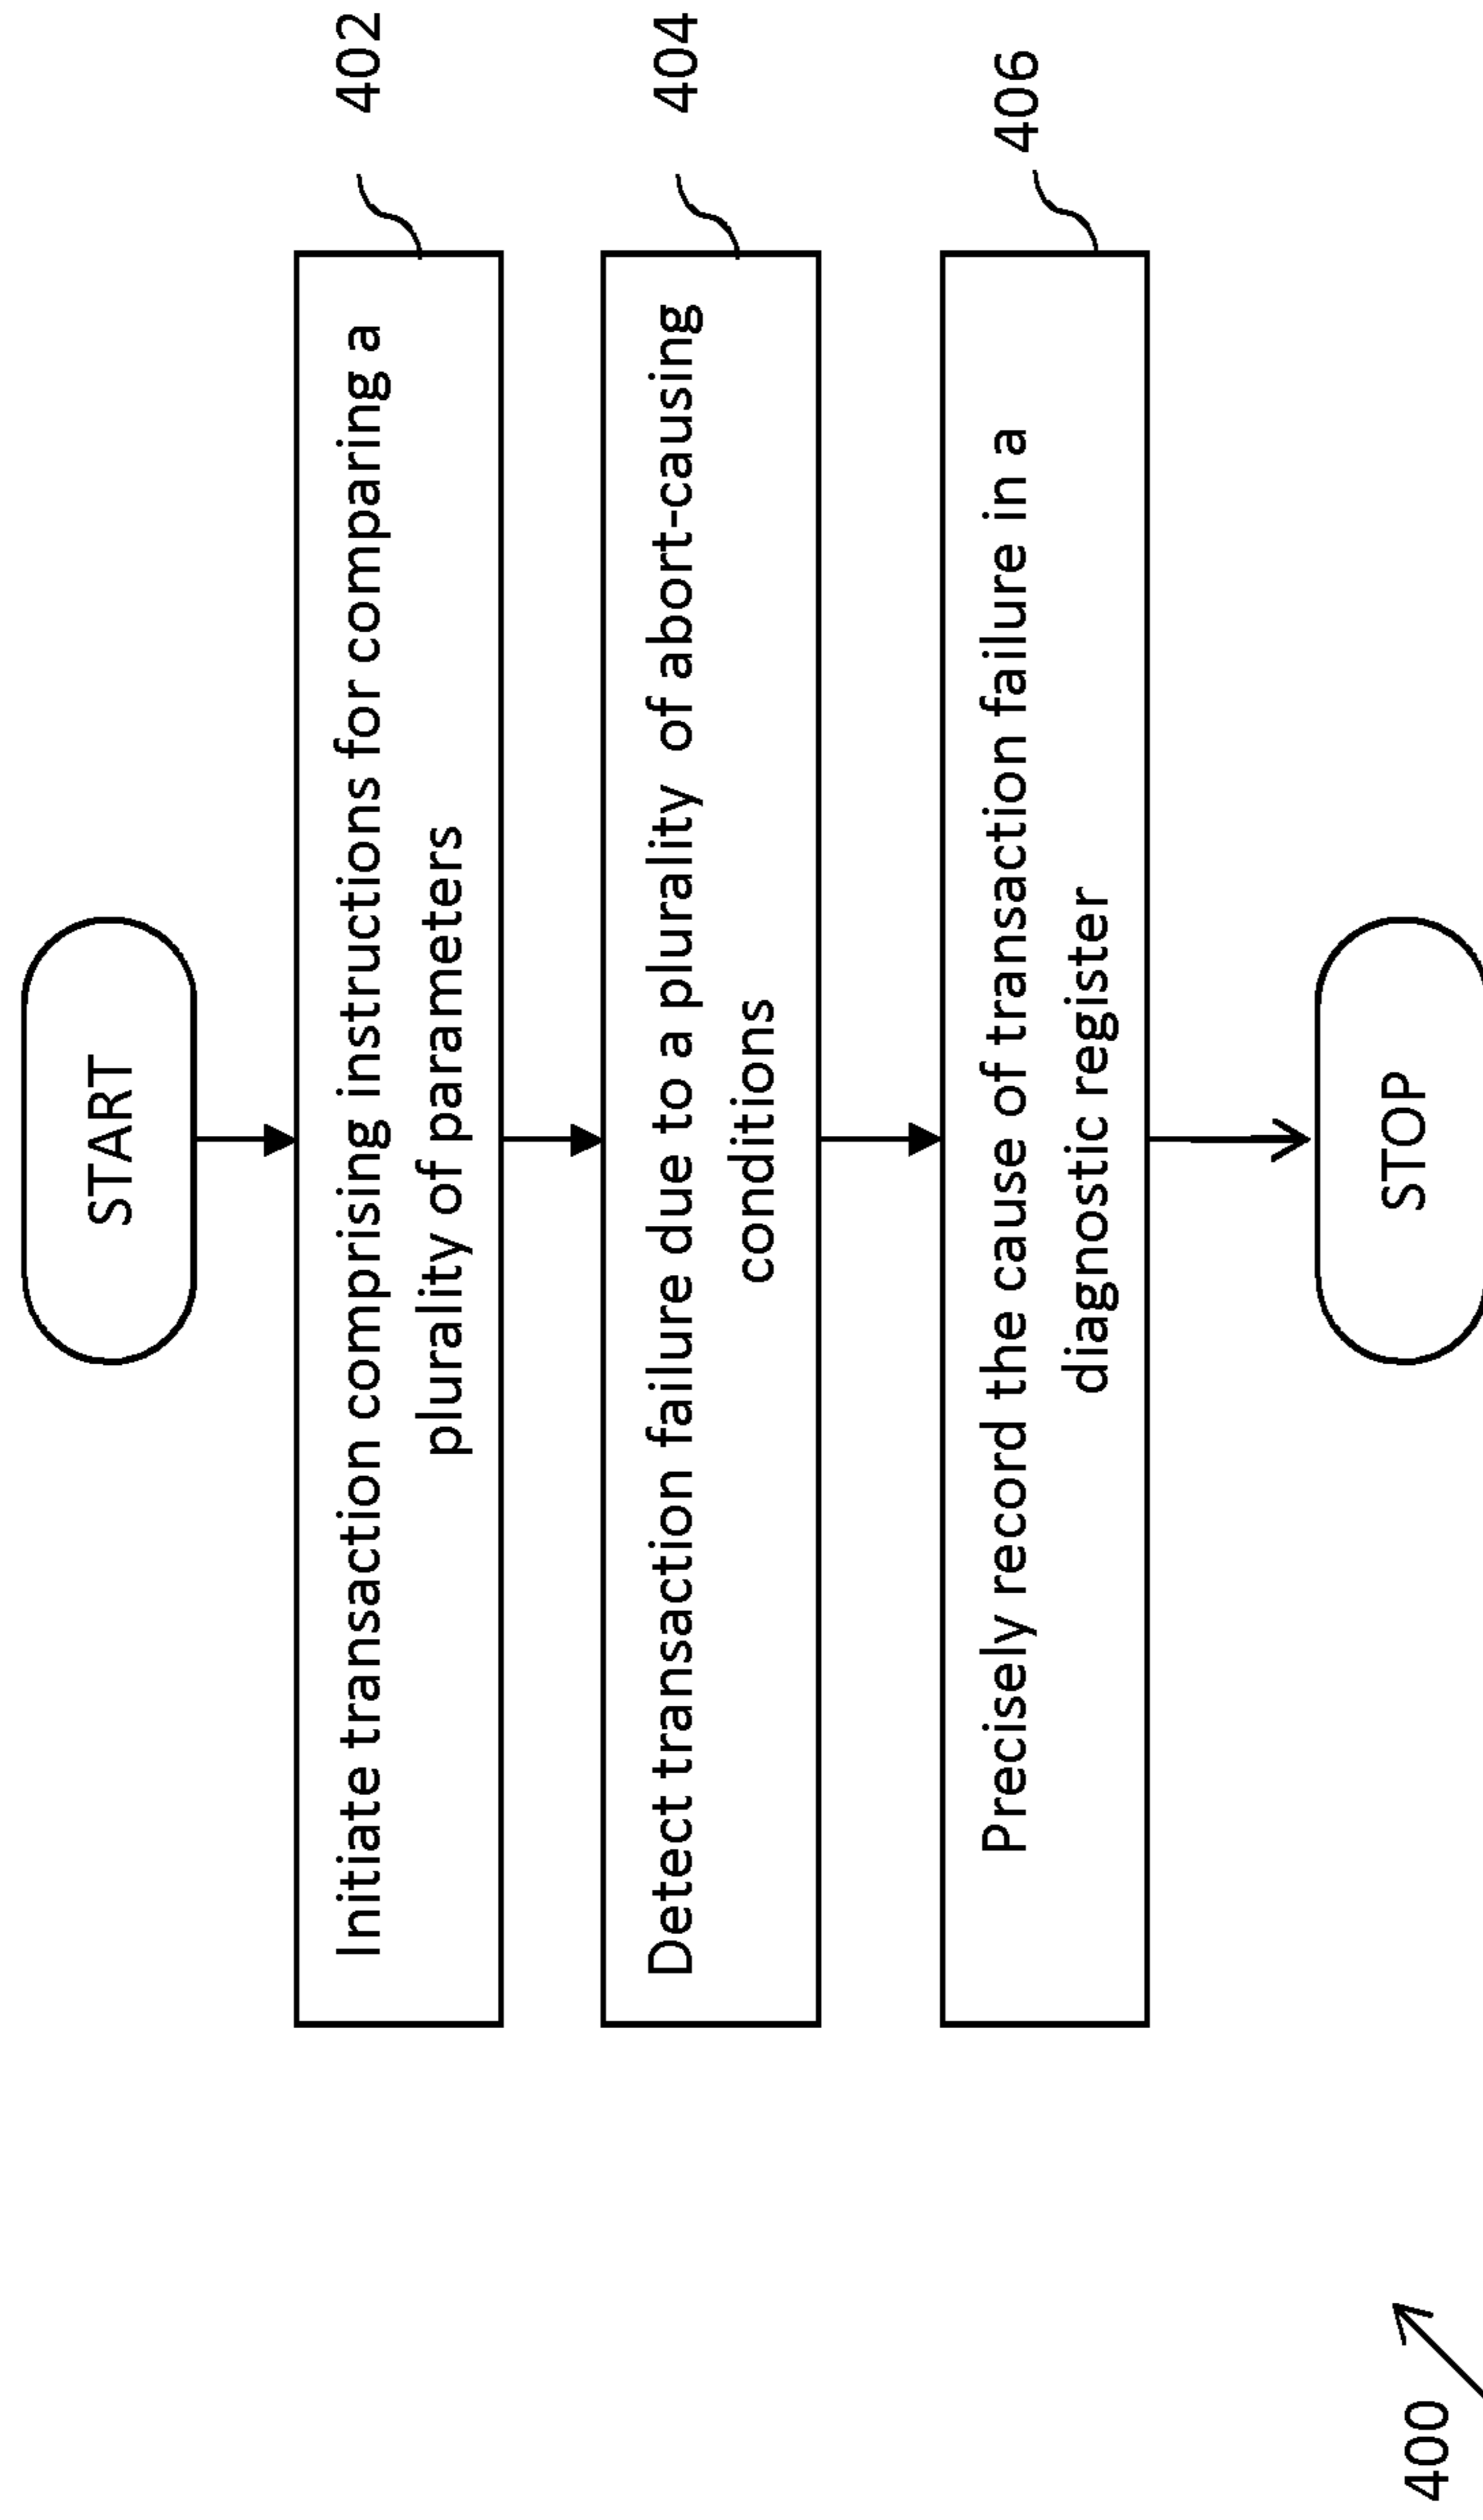 START
Initiate transaction comprising instructions for comparing a
plurality of parameters
402
Detect transaction failure due to a plurality of abort-causing
conditions
404
Precisely record the cause of transaction failure in a
diagnostic register
406
STOP
400